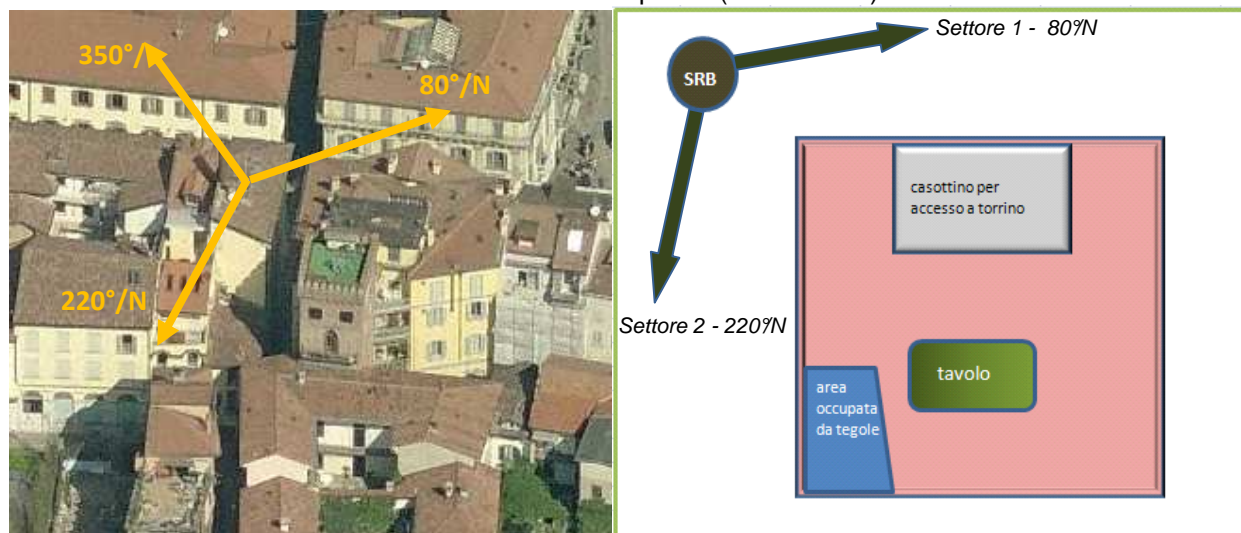 350°/
80°/N
220°/N
Settore 1 - 80°/N
SRB
casottino per
accesso a torrino
Settore 2 - 220°/N
tavolo
area
occupata
da tegole